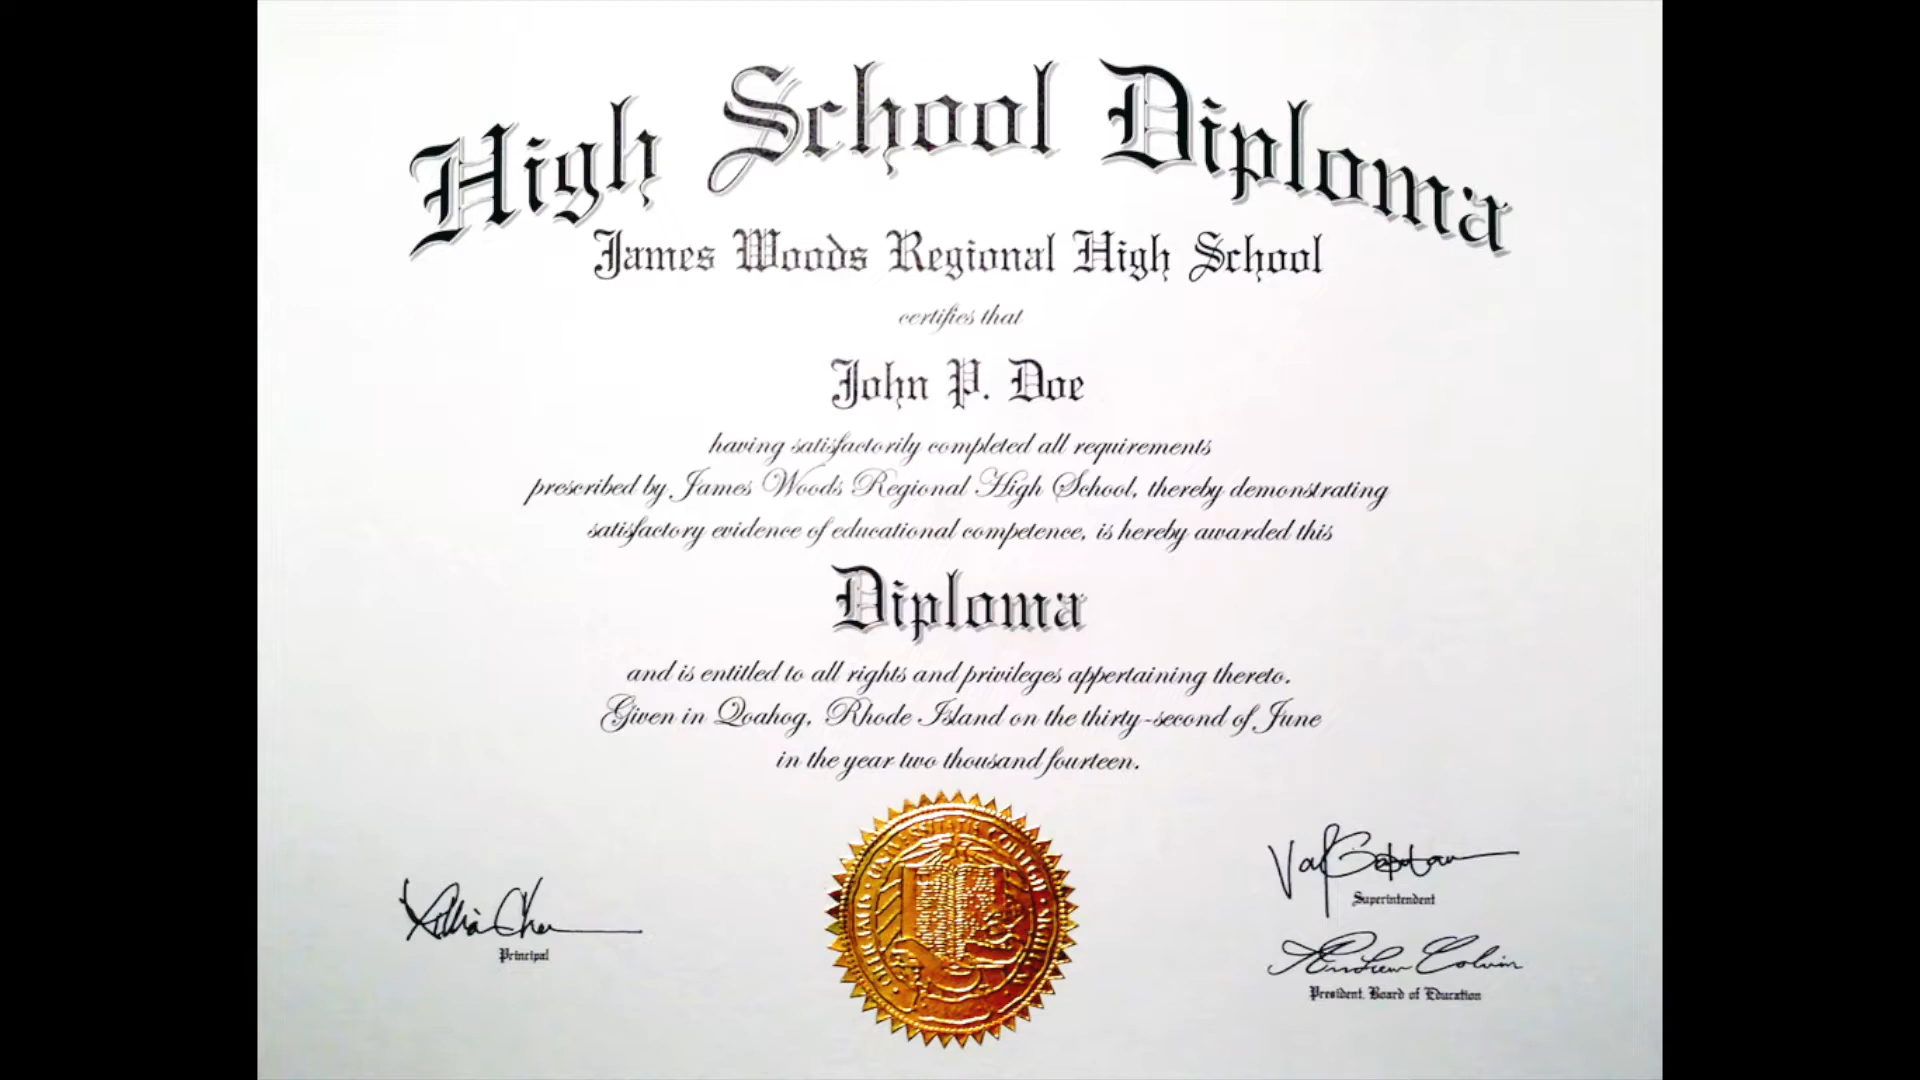 High School Diploma
James Woods Regional High School
certifies that
John P. Doe
having satisfactorily completed all requirements
prescribed by James Woods Regional High School, thereby demonstrating
satisfactory evidence of educational competence, is hereby awarded this
Diploma
and is entitled to all rights and privileges appertaining thereto.
Given in Qoahog, Rhode Island on the thirty-second of June
in the year two thousand fourteen.
Superintendent
Principal
Andrew Colvin
President, Board of Education